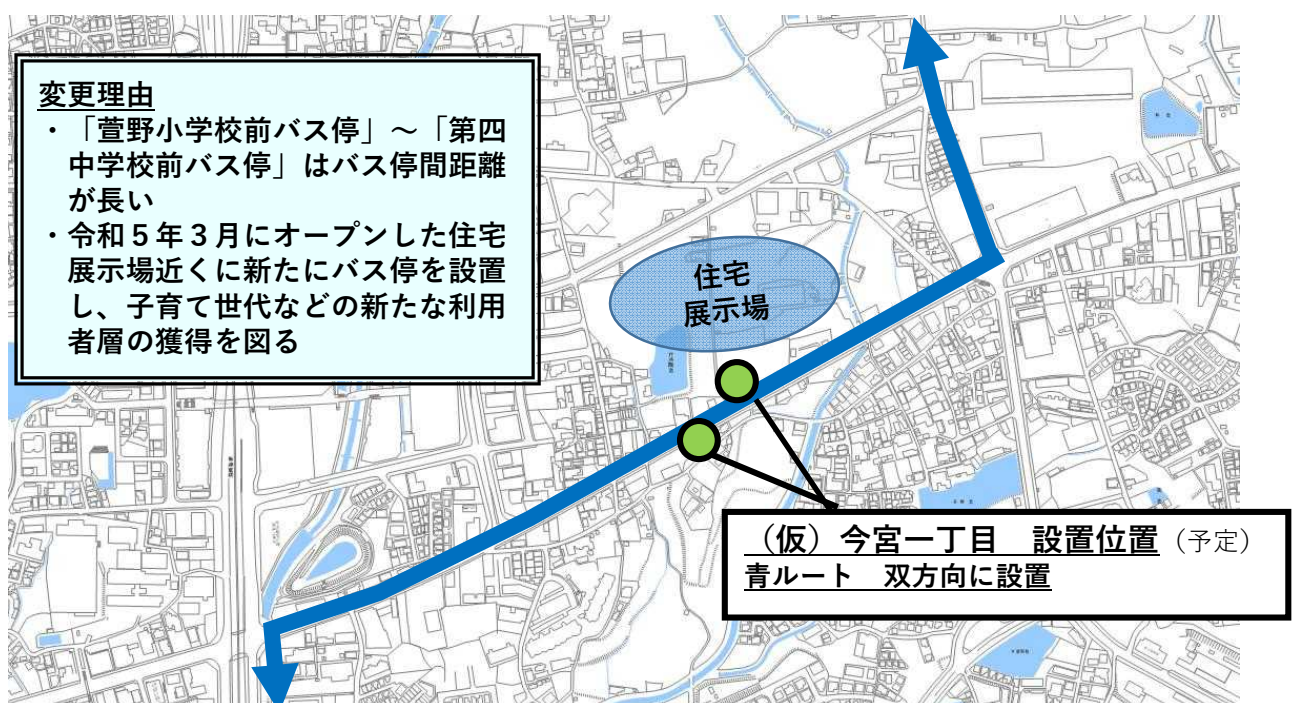 変更理由
・「萱野小学校前バス停」～「第四
中学校前バス停」はバス停間距離
が長い
・令和５年３月にオープンした住宅
展示場近くに新たにバス停を設置
し、子育て世代などの新たな利用
者層の獲得を図る
住宅
展示場
（仮）今宮一丁目　設置位置（予定）
青ルート　双方向に設置